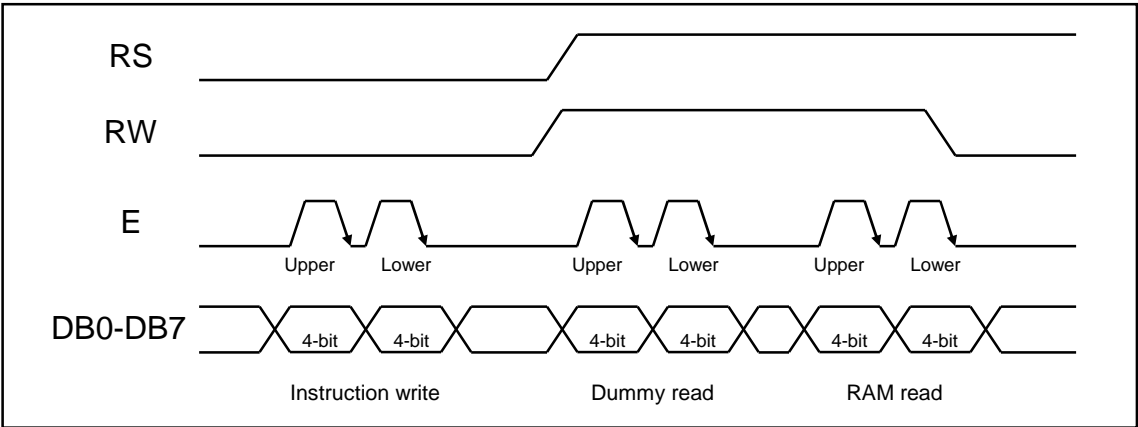 RS
RW
E
Upper Lower Upper Lower Upper Lower
DB0-DB7
4-bit 4-bit 4-bit 4-bit 4-bit 4-bit
Instruction write Dummy read RAM read